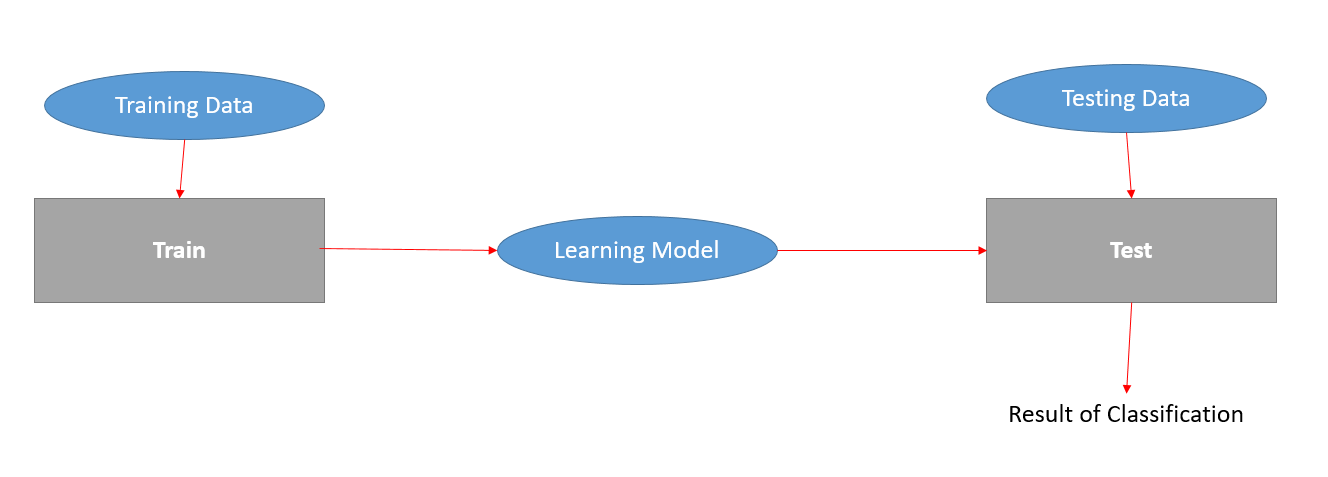 Training Data
Testing Data
Train
Learning Model
Test
Result of Classification